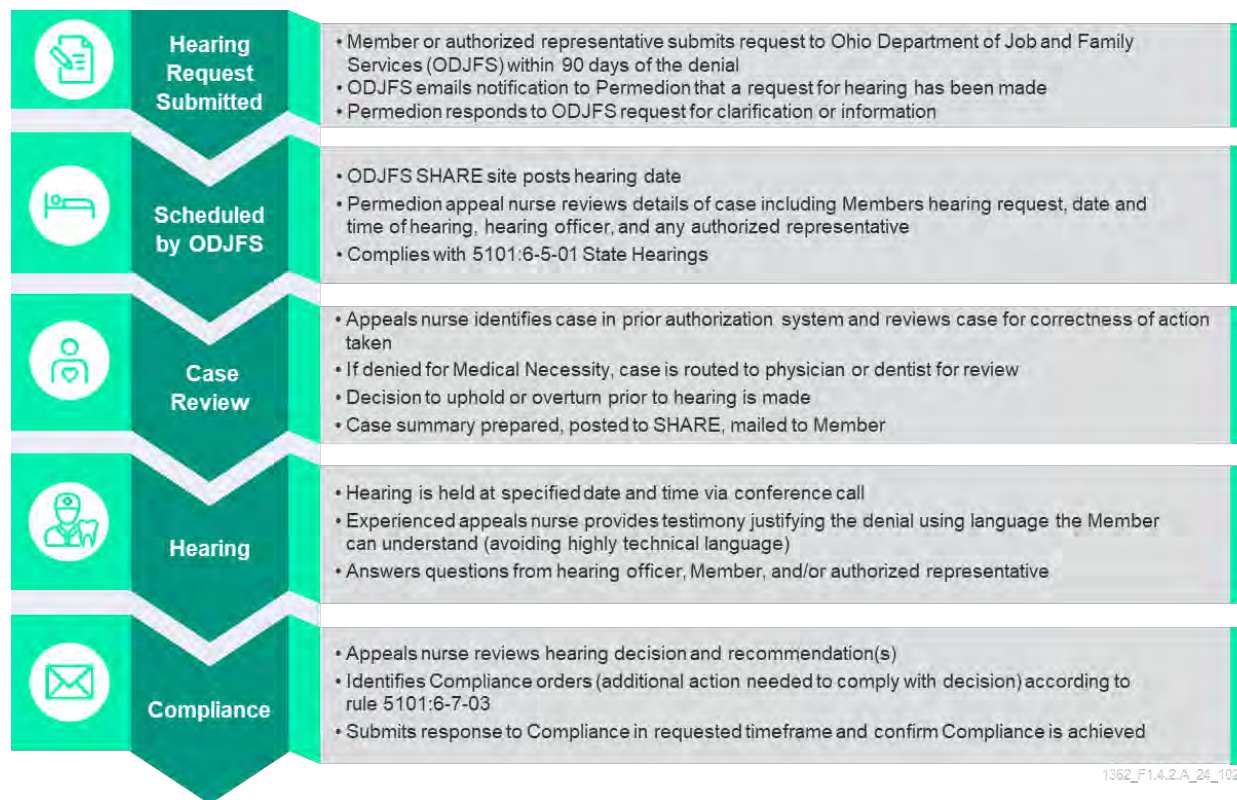 Hearing
Request
Submitted
• Member or authorized representative submits request to Ohio Department of Job and Family
Services (ODJFS) within 90 days of the denial
• ODJFS emails notification to Permedion that a request for hearing has been made
• Permedion responds to ODJFS request for clarification or information
Scheduled
by ODJFS
• ODJFS SHARE site posts hearing date
• Permedion appeal nurse reviews details of case including Members hearing request, date and
time of hearing, hearing officer, and any authorized representative
• Complies with 5101:6-5-01 State Hearings
Case
Review
• Appeals nurse identifies case in prior authorization system and reviews case for correctness of action
taken
• If denied for Medical Necessity, case is routed to physician or dentist for review
• Decision to uphold or overturn prior to hearing is made
• Case summary prepared, posted to SHARE, mailed to Member
Hearing
• Hearing is held at specified date and time via conference call
• Experienced appeals nurse provides testimony justifying the denial using language the Member
can understand (avoiding highly technical language)
• Answers questions from hearing officer, Member, and/or authorized representative
Compliance
• Appeals nurse reviews hearing decision and recommendation(s)
• Identifies Compliance orders (additional action needed to comply with decision) according to
rule 5101:6-7-03
• Submits response to Compliance in requested timeframe and confirm Compliance is achieved
1362_F1.4.2.A_24_102